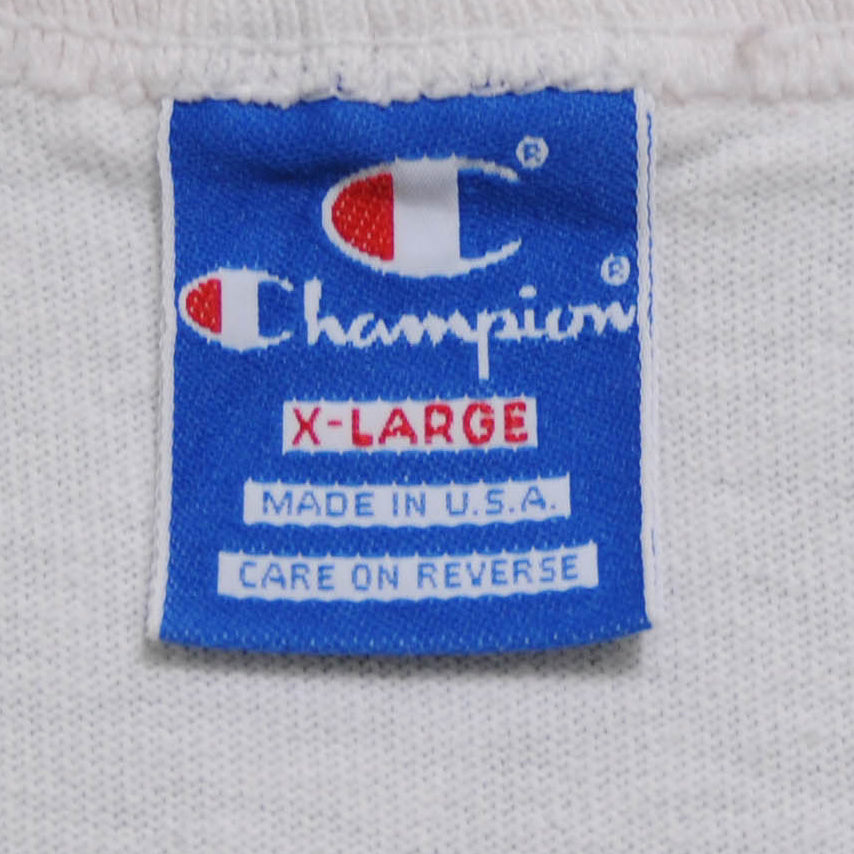 C®
Champion®
X-LARGE
MADE IN U.S.A.
CARE ON REVERSE